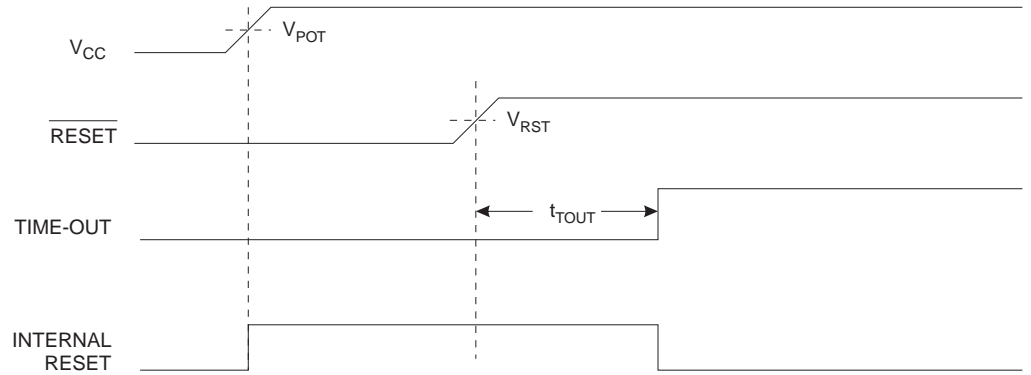 V_CC
V_POT
RESET
V_RST
TIME-OUT
t_TOUT
INTERNAL
RESET